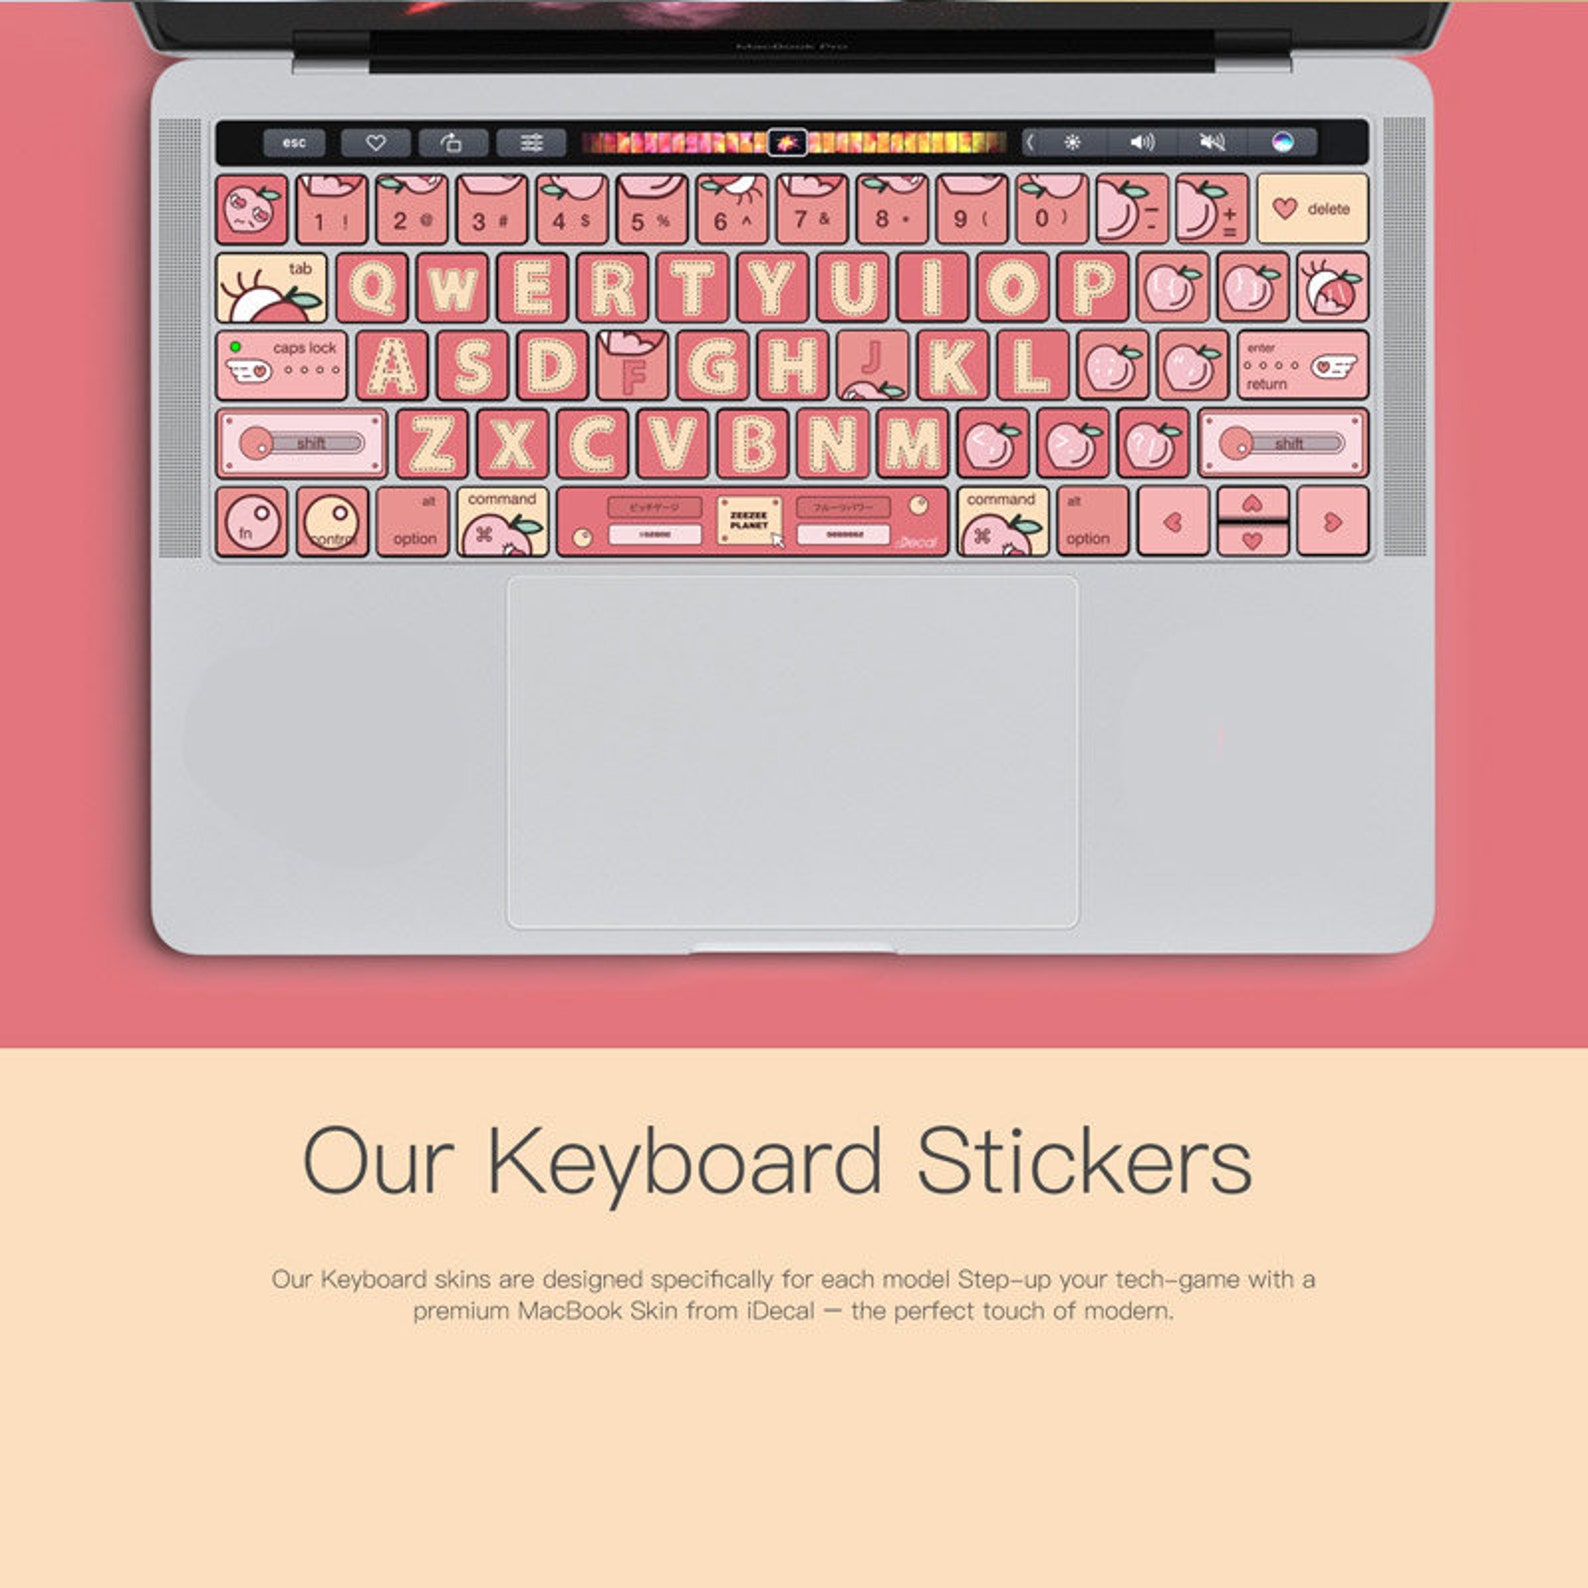 MacBook Pro
esc
1 ! 2 @ 3 # 4 $ 5 % 6 ^ 7 & 8 * 9 ( 0 ) - - + = delete
tab Q W E R T Y U I O P [ { } ] \
caps lock A S D F G H J K L : ; " ' enter
return
shift Z X C V B N M < , > . ? / shift
fn control alt option command ⌘ ピッチゲージ ZEEZEE PLANET フルーツパワー iDecal command ⌘ alt option
Our Keyboard Stickers
Our Keyboard skins are designed specifically for each model Step-up your tech-game with a
premium MacBook Skin from iDecal – the perfect touch of modern.